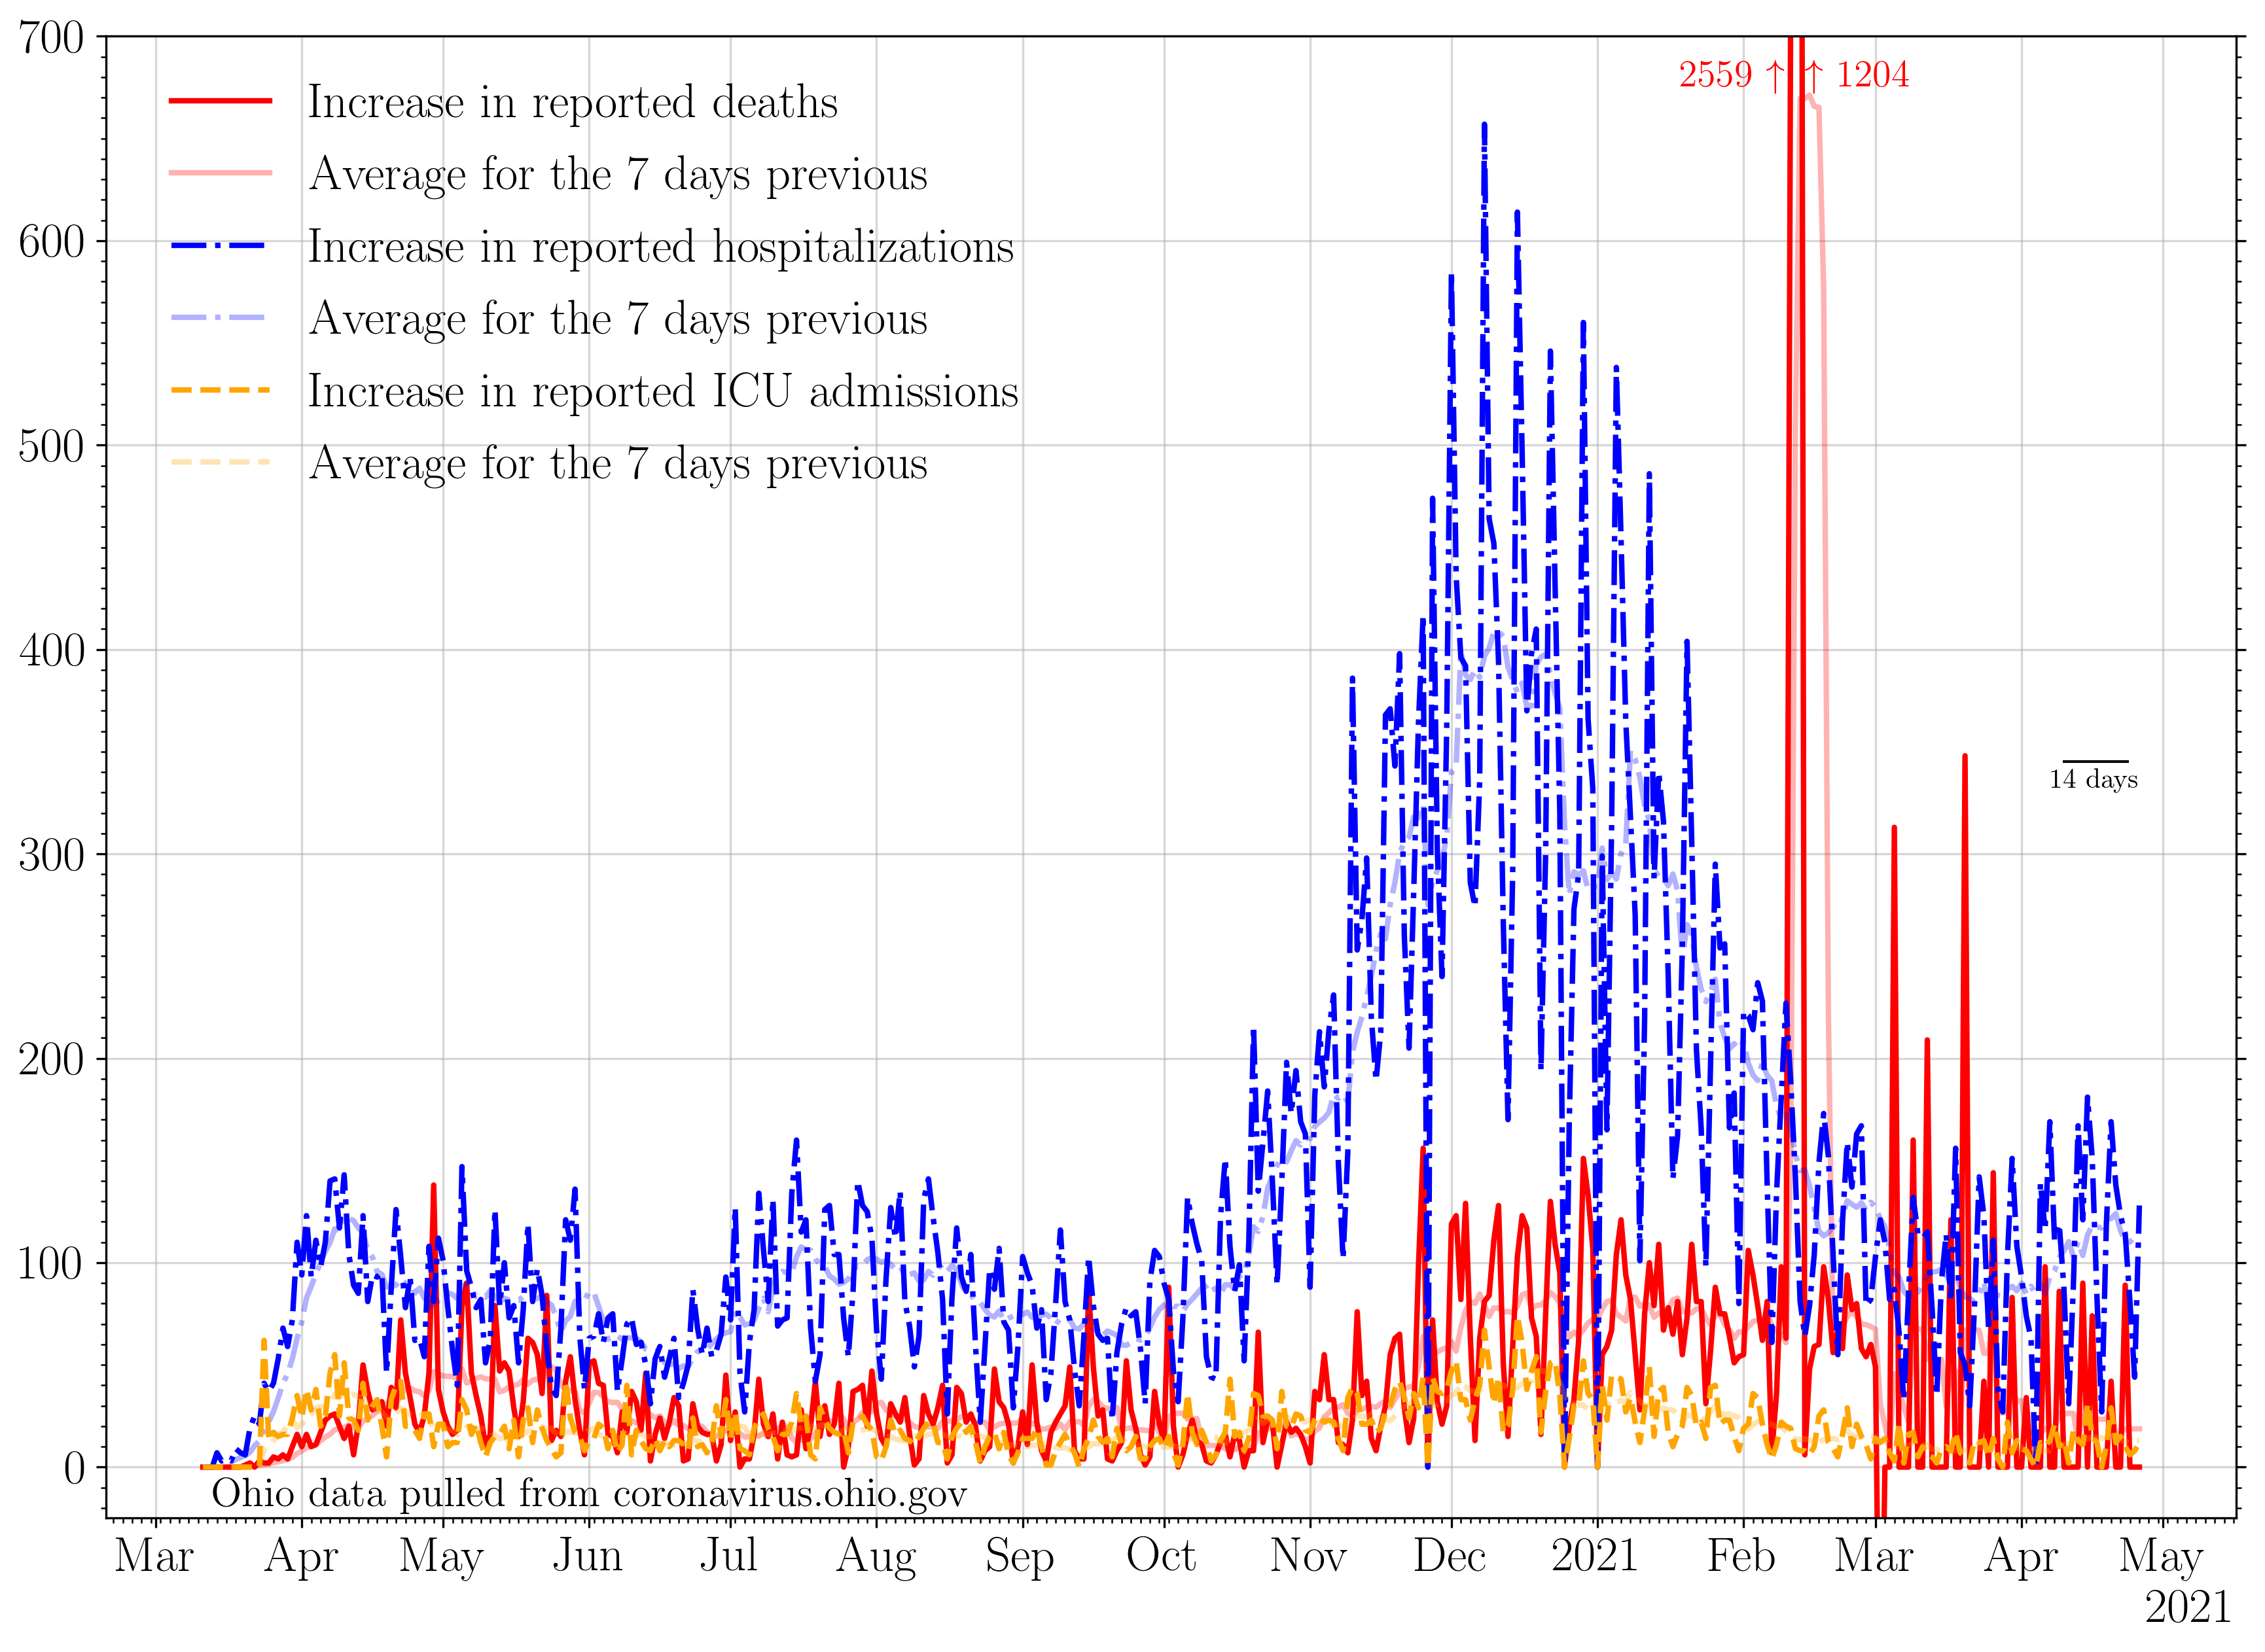 700
600
500
400
300
200
100
0
2559 ↑ ↑ 1204
Increase in reported deaths
Average for the 7 days previous
Increase in reported hospitalizations
Average for the 7 days previous
Increase in reported ICU admissions
Average for the 7 days previous
14 days
Ohio data pulled from coronavirus.ohio.gov
Mar Apr May Jun Jul Aug Sep Oct Nov Dec 2021 Feb Mar Apr May
2021